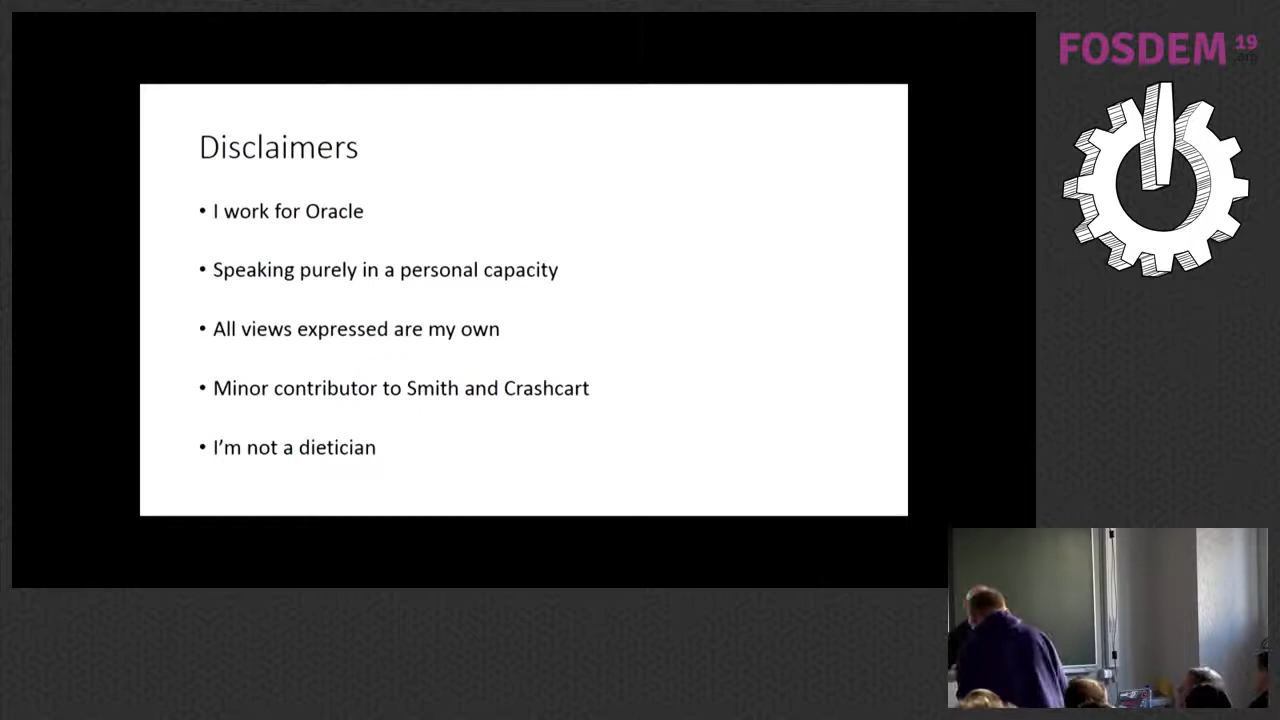 FOSDEM 19
.org
Disclaimers
• I work for Oracle
• Speaking purely in a personal capacity
• All views expressed are my own
• Minor contributor to Smith and Crashcart
• I'm not a dietician